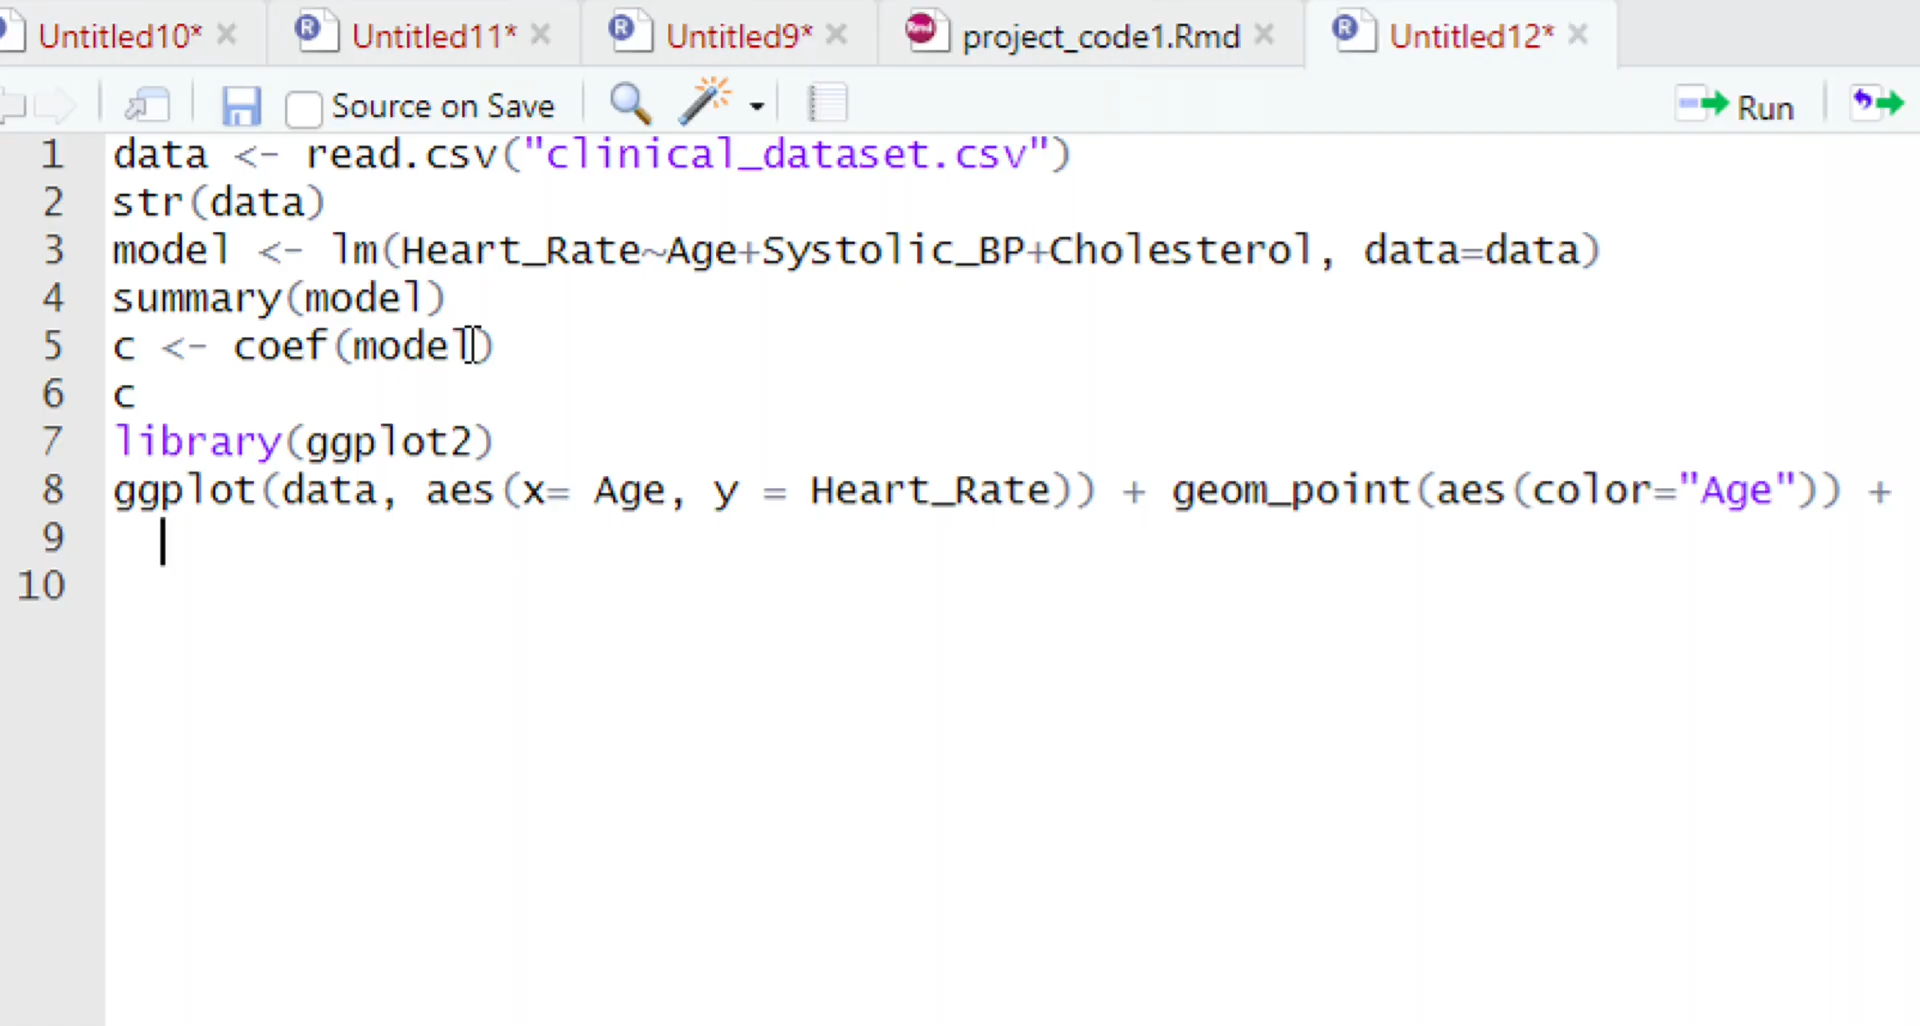 Untitled10* Untitled11* Untitled9* Rmd project_code1.Rmd Untitled12*
Source on Save Run
1 data <- read.csv("clinical_dataset.csv")
2 str(data)
3 model <- lm(Heart_Rate~Age+Systolic_BP+Cholesterol, data=data)
4 summary(model)
5 c <- coef(model)
6 c
7 library(ggplot2)
8 ggplot(data, aes(x= Age, y = Heart_Rate)) + geom_point(aes(color="Age")) +
9
10